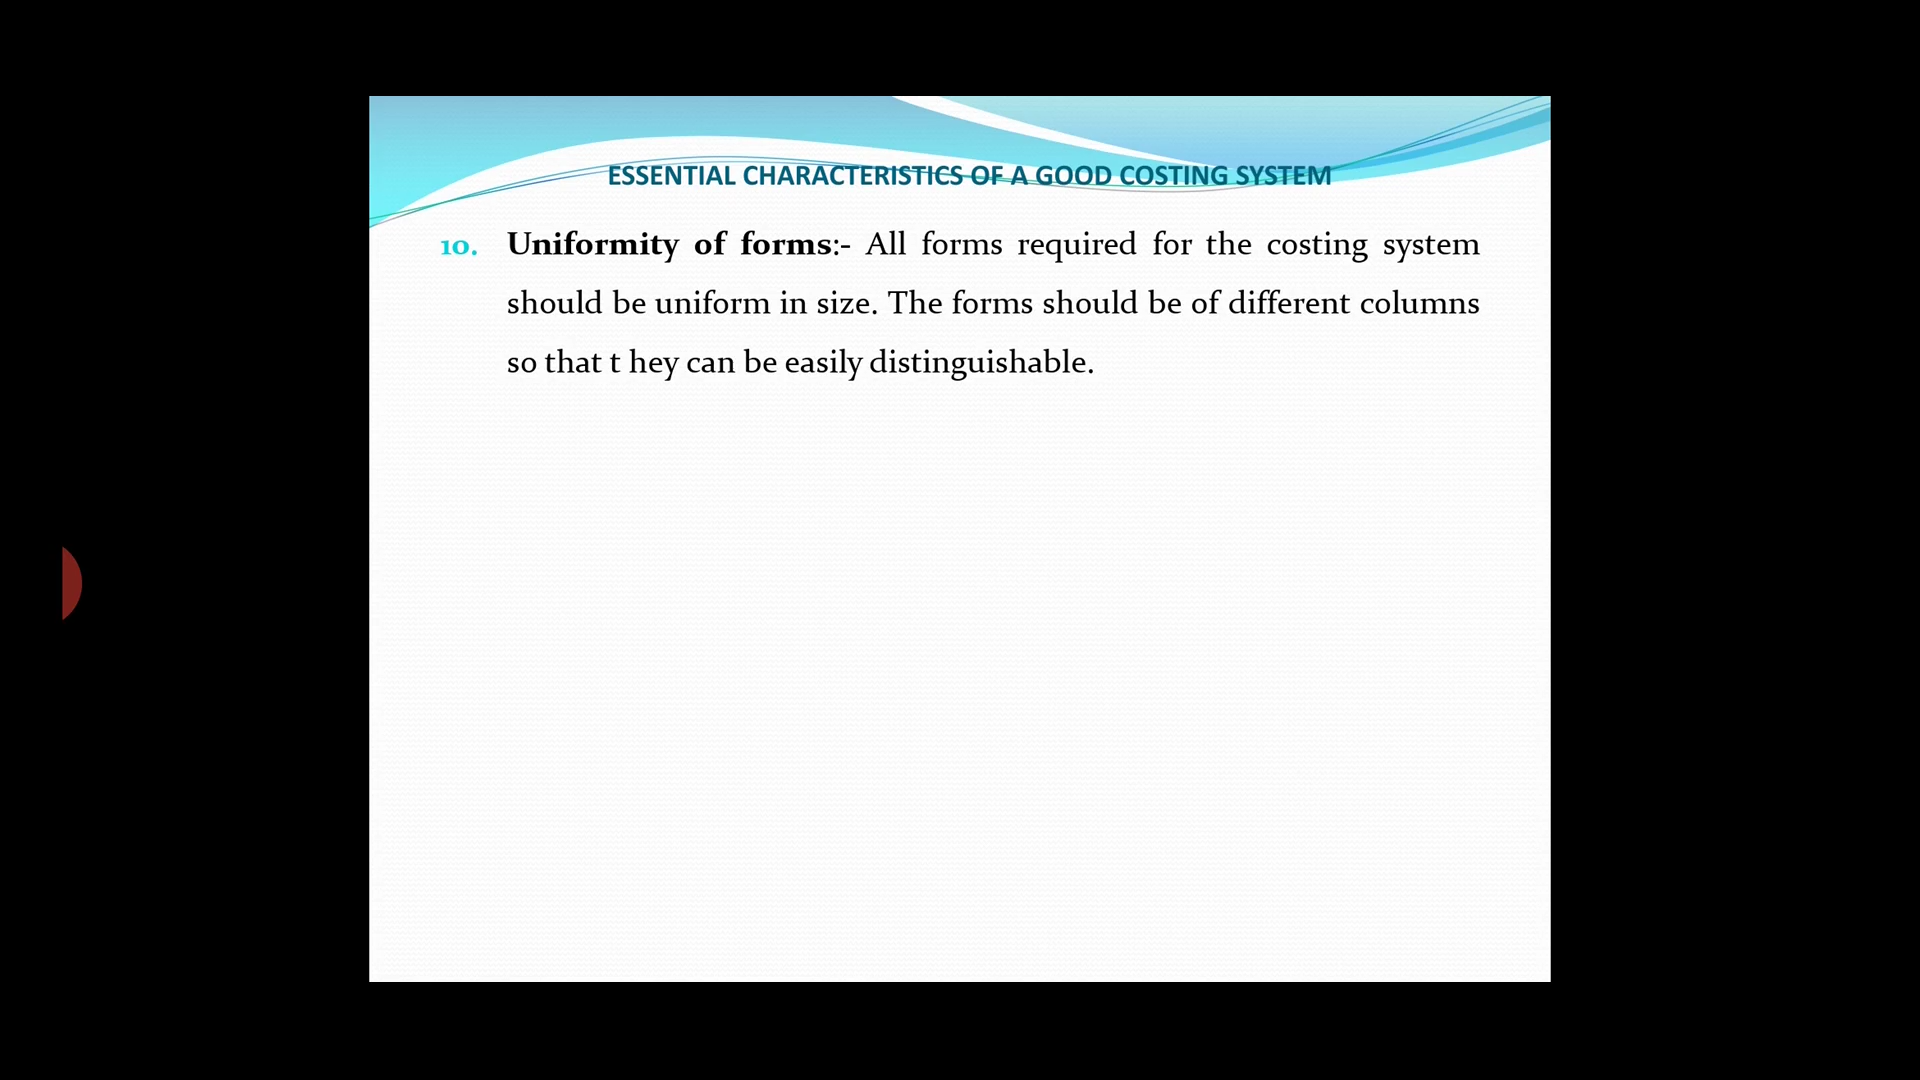 ESSENTIAL CHARACTERISTICS OF A GOOD COSTING SYSTEM
10. Uniformity of forms:- All forms required for the costing system
should be uniform in size. The forms should be of different columns
so that t hey can be easily distinguishable.